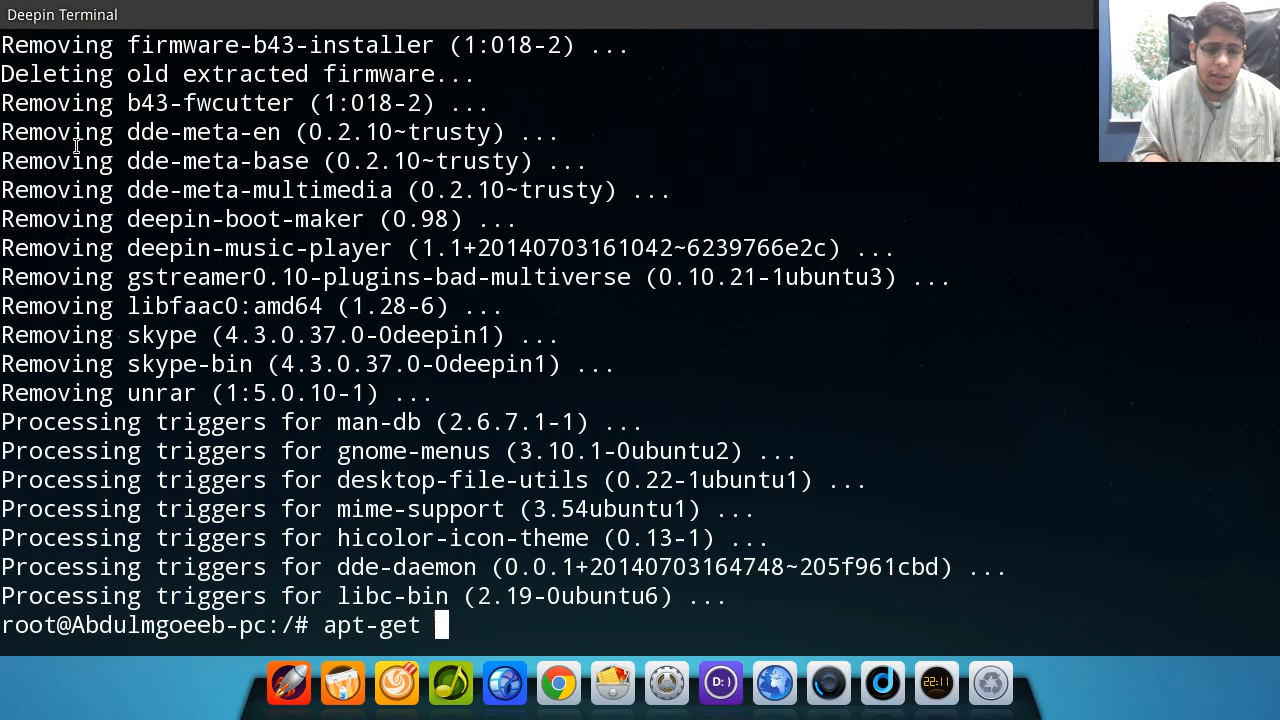 Deepin Terminal
Removing firmware-b43-installer (1:018-2) ...
Deleting old extracted firmware...
Removing b43-fwcutter (1:018-2) ...
Removing dde-meta-en (0.2.10~trusty) ...
Removing dde-meta-base (0.2.10~trusty) ...
Removing dde-meta-multimedia (0.2.10~trusty) ...
Removing deepin-boot-maker (0.98) ...
Removing deepin-music-player (1.1+20140703161042~6239766e2c) ...
Removing gstreamer0.10-plugins-bad-multiverse (0.10.21-1ubuntu3) ...
Removing libfaac0:amd64 (1.28-6) ...
Removing skype (4.3.0.37.0-0deepin1) ...
Removing skype-bin (4.3.0.37.0-0deepin1) ...
Removing unrar (1:5.0.10-1) ...
Processing triggers for man-db (2.6.7.1-1) ...
Processing triggers for gnome-menus (3.10.1-0ubuntu2) ...
Processing triggers for desktop-file-utils (0.22-1ubuntu1) ...
Processing triggers for mime-support (3.54ubuntu1) ...
Processing triggers for hicolor-icon-theme (0.13-1) ...
Processing triggers for dde-daemon (0.0.1+20140703164748~205f961cbd) ...
Processing triggers for libc-bin (2.19-0ubuntu6) ...
root@Abdulmgoeeb-pc:/# apt-get
D:)
22:11